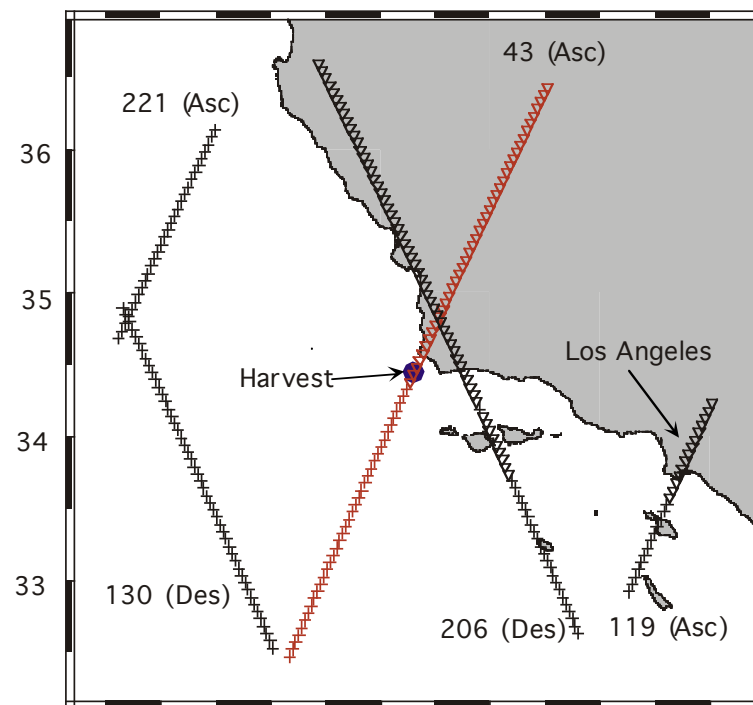 43 (Asc)
221 (Asc)
36
35
Los Angeles
Harvest
34
33
130 (Des)
206 (Des)
119 (Asc)